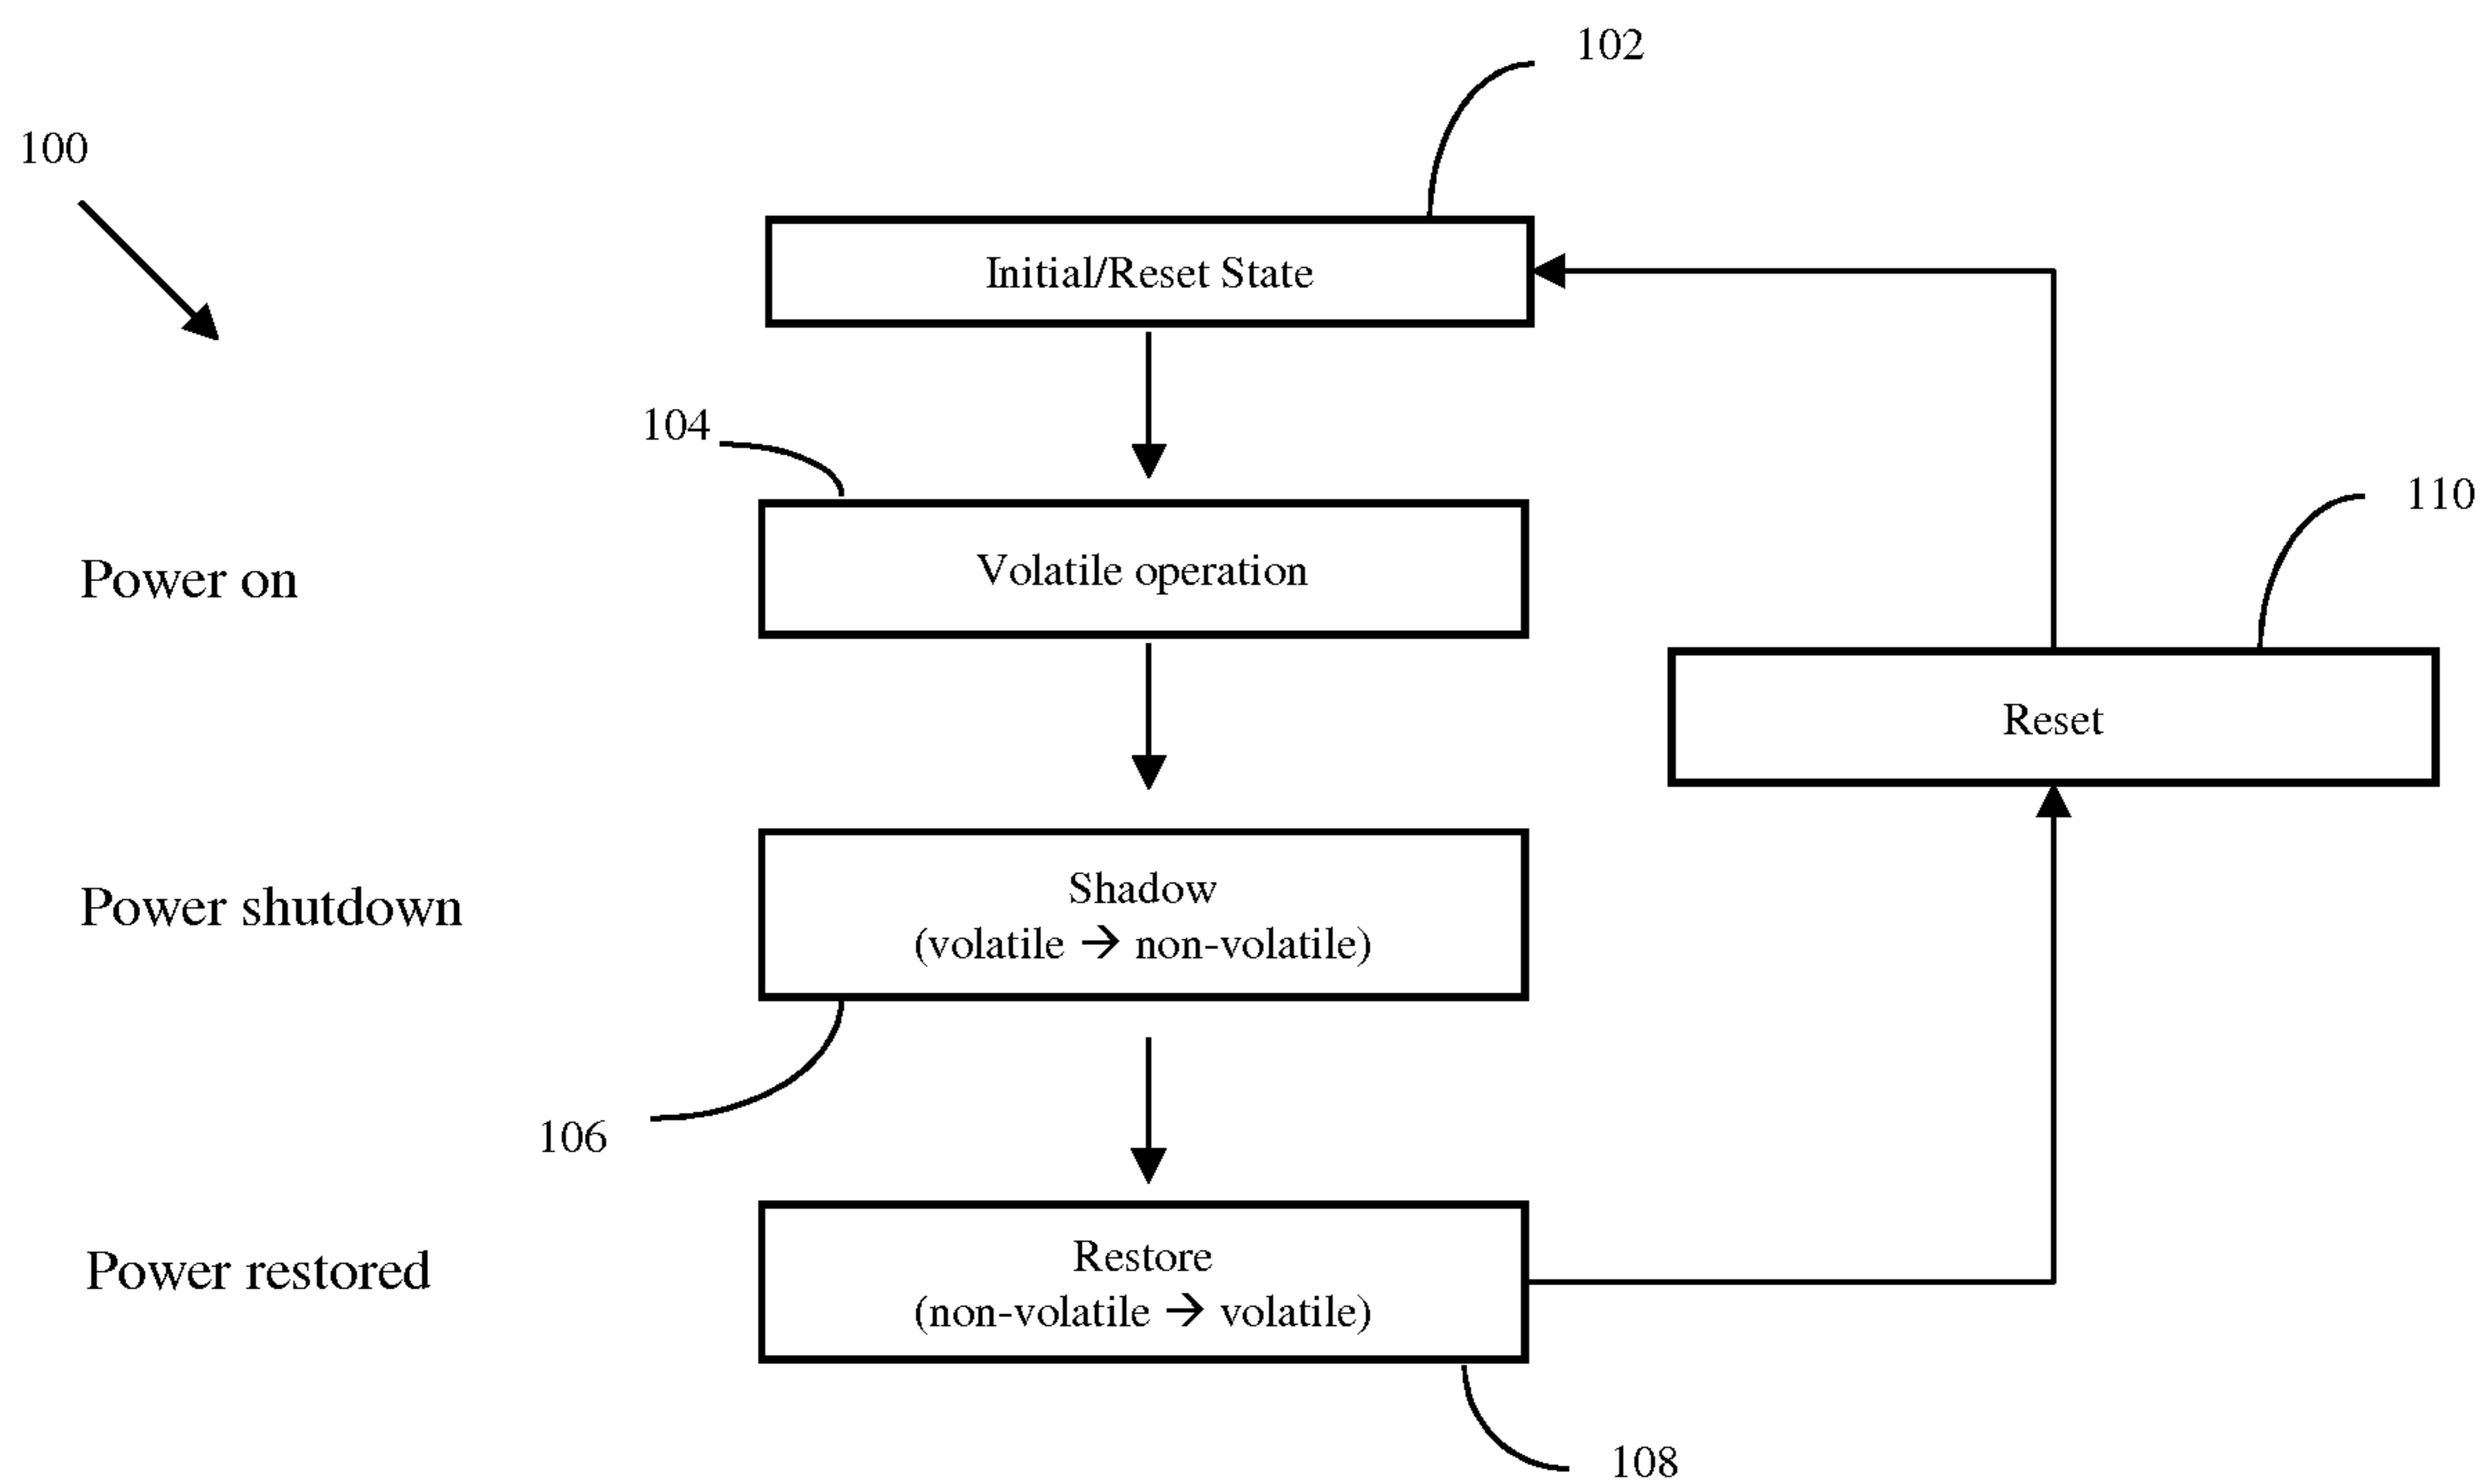 102
100
Initial/Reset State
104
110
Power on
Volatile operation
Reset
Power shutdown
Shadow
(volatile → non-volatile)
106
Power restored
Restore
(non-volatile → volatile)
108